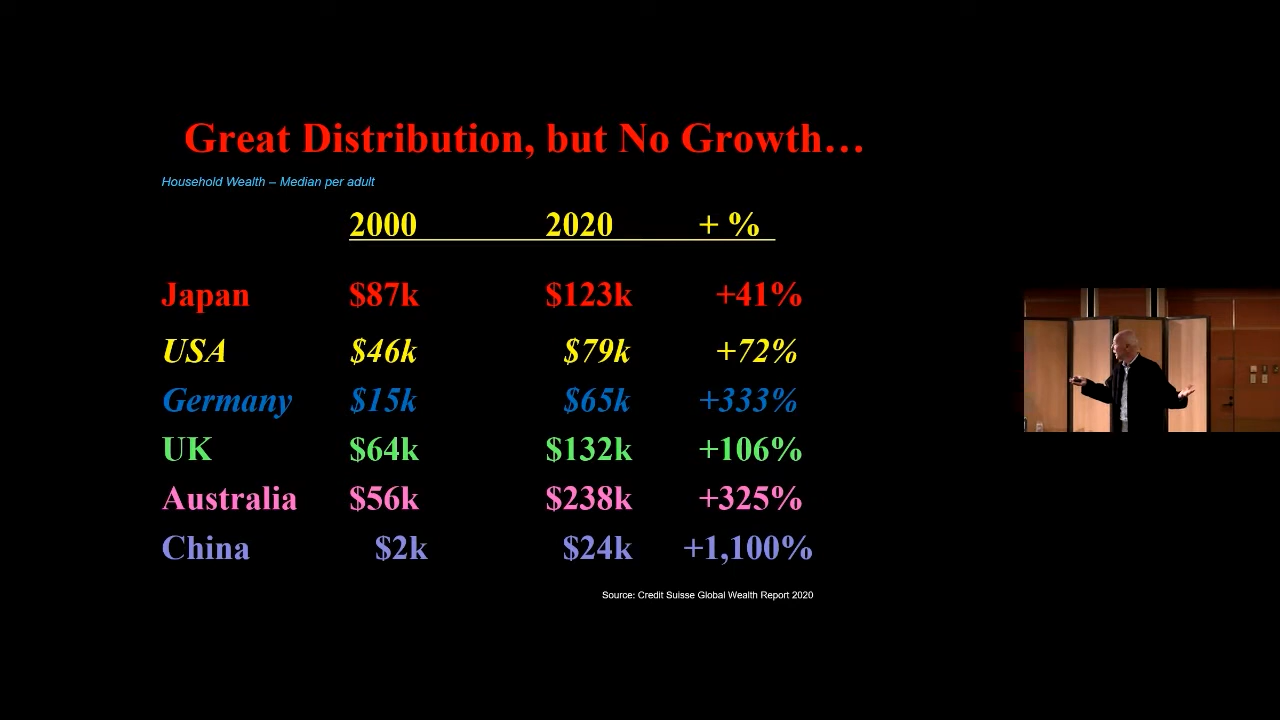 Great Distribution, but No Growth…
Household Wealth – Median per adult
2000 2020 + %
Japan $87k $123k +41%
USA $46k $79k +72%
Germany $15k $65k +333%
UK $64k $132k +106%
Australia $56k $238k +325%
China $2k $24k +1,100%
Source: Credit Suisse Global Wealth Report 2020